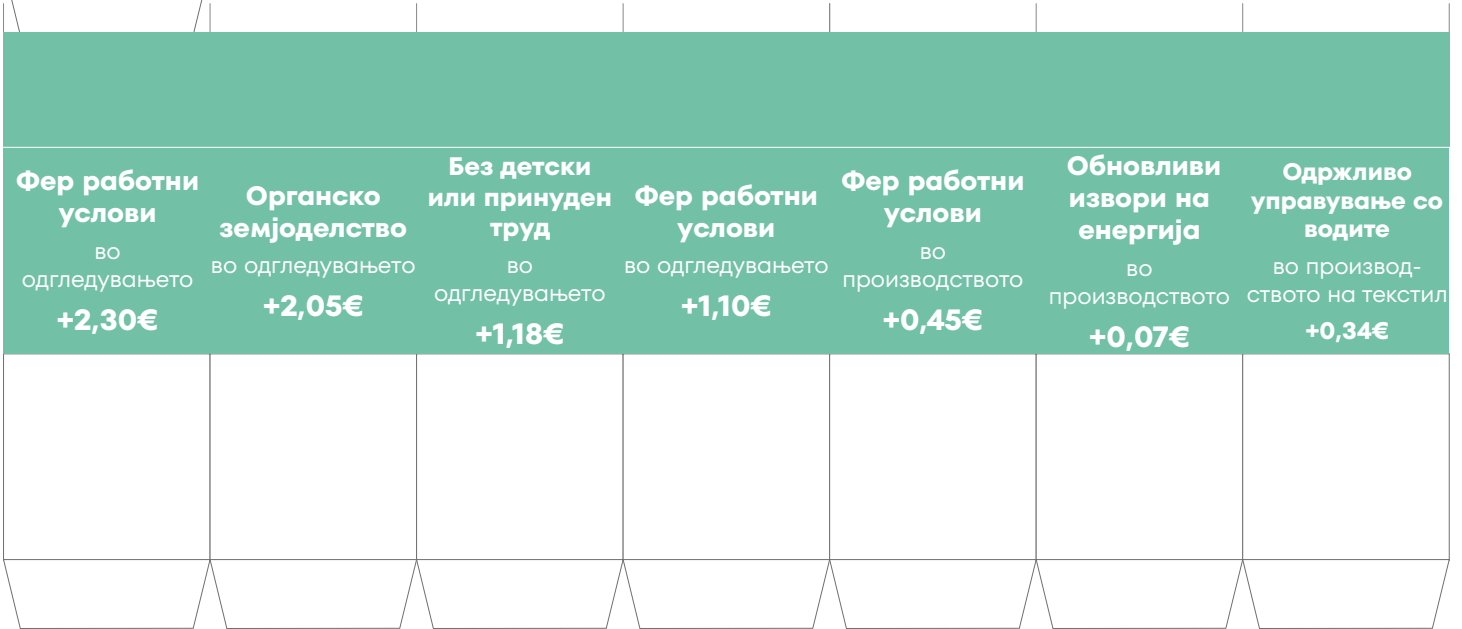 Фер работни
услови
во
одгледувањето
+2,30€
Органско
земјоделство
во одгледувањето
+2,05€
Без детски
или принуден
труд
во
одгледувањето
+1,18€
Фер работни
услови
во одгледувањето
+1,10€
Фер работни
услови
во
производството
+0,45€
Обновливи
извори на
енергија
во
производството
+0,07€
Одржливо
управување со
водите
во производ-
ството на текстил
+0,34€